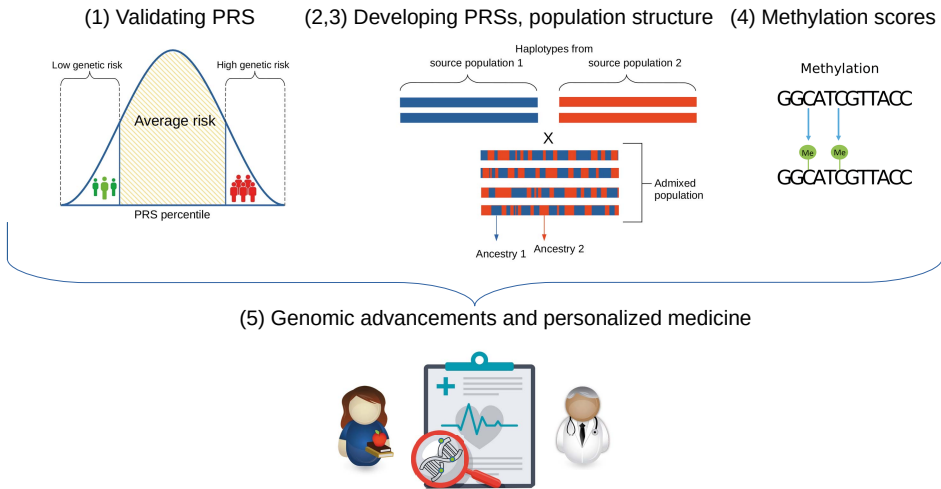 (1) Validating PRS
Low genetic risk
High genetic risk
Average risk
PRS percentile
(2,3) Developing PRSs, population structure
Haplotypes from
source population 1
source population 2
X
Admixed
population
Ancestry 1
Ancestry 2
(4) Methylation scores
Methylation
GGCATCGTTACC
Me
Me
GGCATCGTTACC
(5) Genomic advancements and personalized medicine